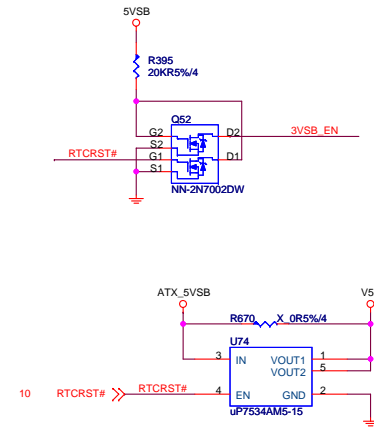 5VSB
R395
20KR5%/4
Q52
G2 D2 3VSB_EN
S2
RTCRST# G1 D1
S1
NN-2N7002DW
ATX_5VSB V5
R670 X_0R5%/4
U74
3 IN VOUT1 1
VOUT2 5
10 RTCRST# RTCRST# 4 EN GND 2
uP7534AM5-15